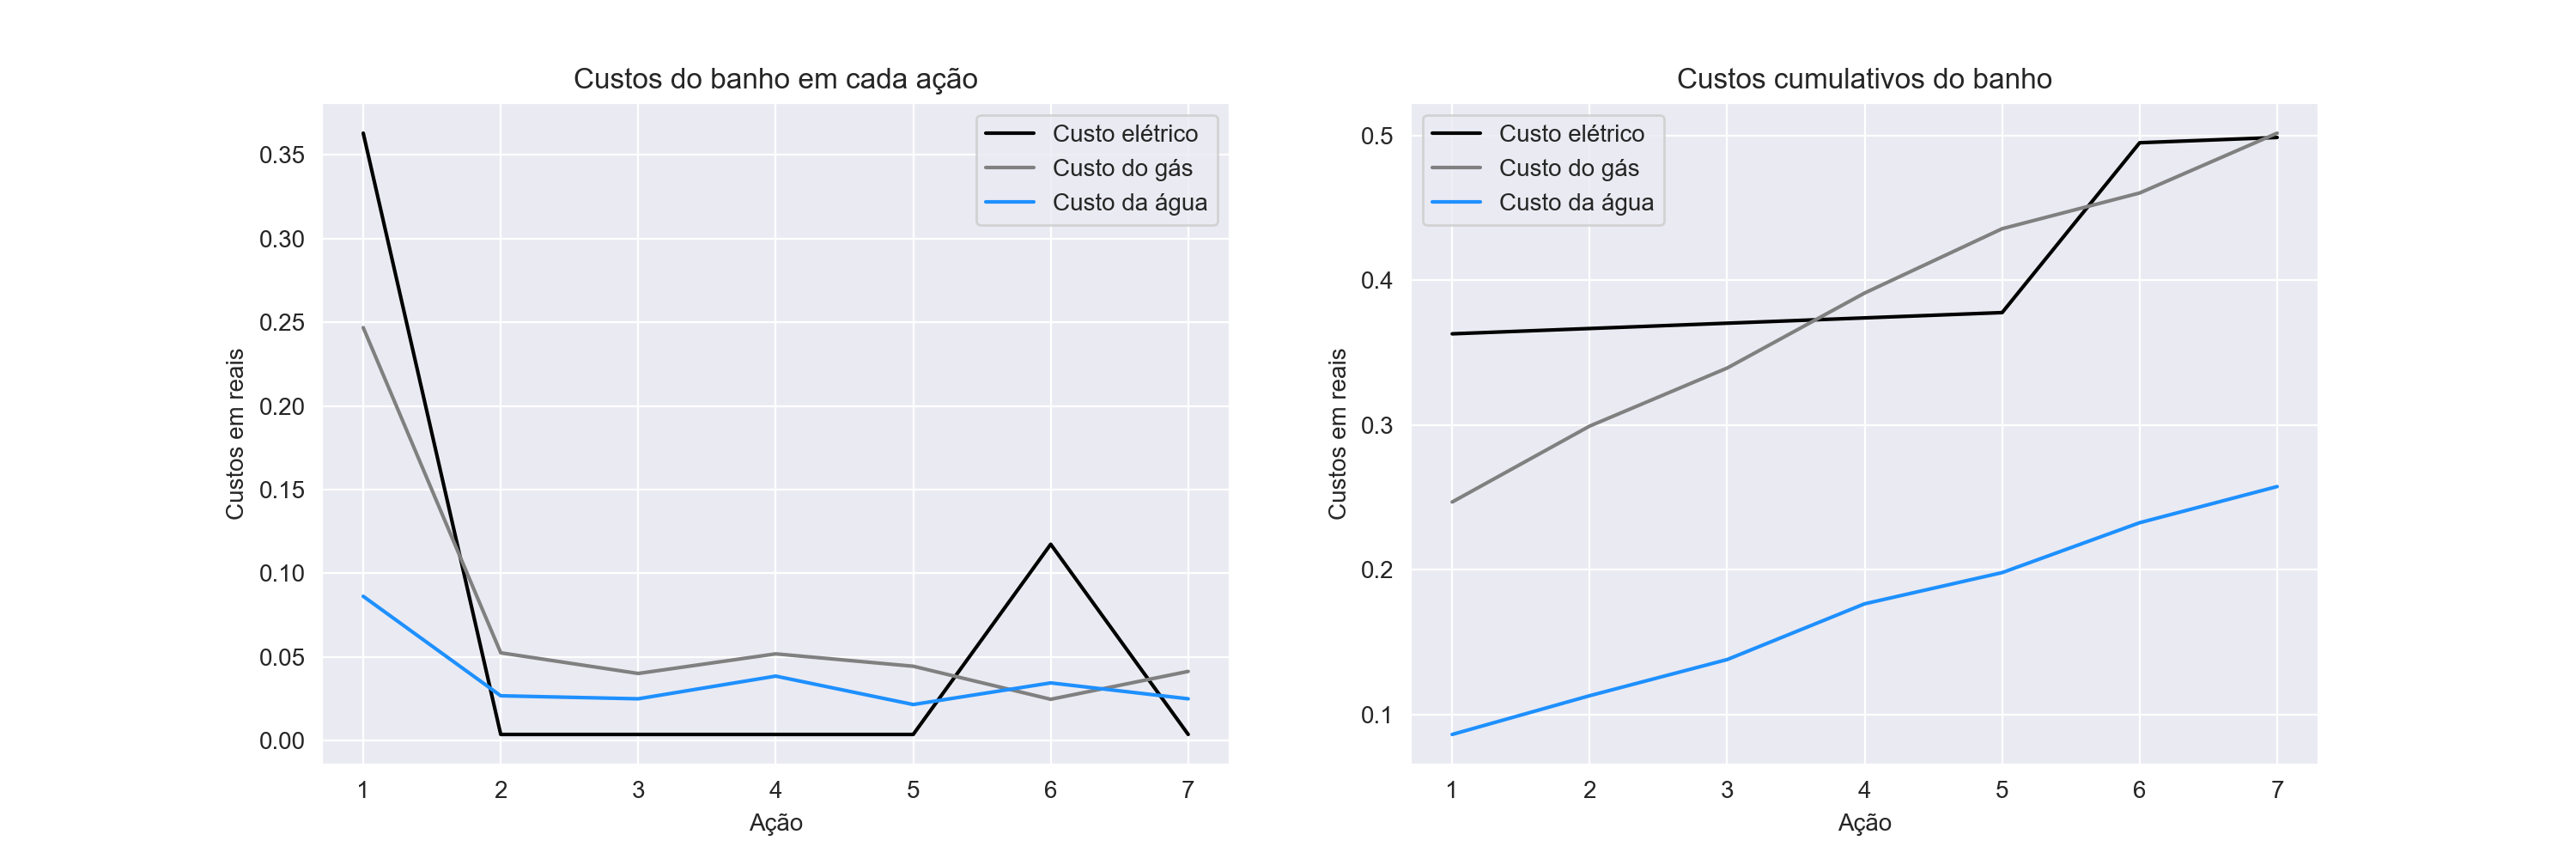 Custos do banho em cada ação
Custo elétrico
Custo do gás
Custo da água
Custos em reais
0.35
0.30
0.25
0.20
0.15
0.10
0.05
0.00
1 2 3 4 5 6 7
Ação
Custos cumulativos do banho
Custo elétrico
Custo do gás
Custo da água
Custos em reais
0.5
0.4
0.3
0.2
0.1
1 2 3 4 5 6 7
Ação